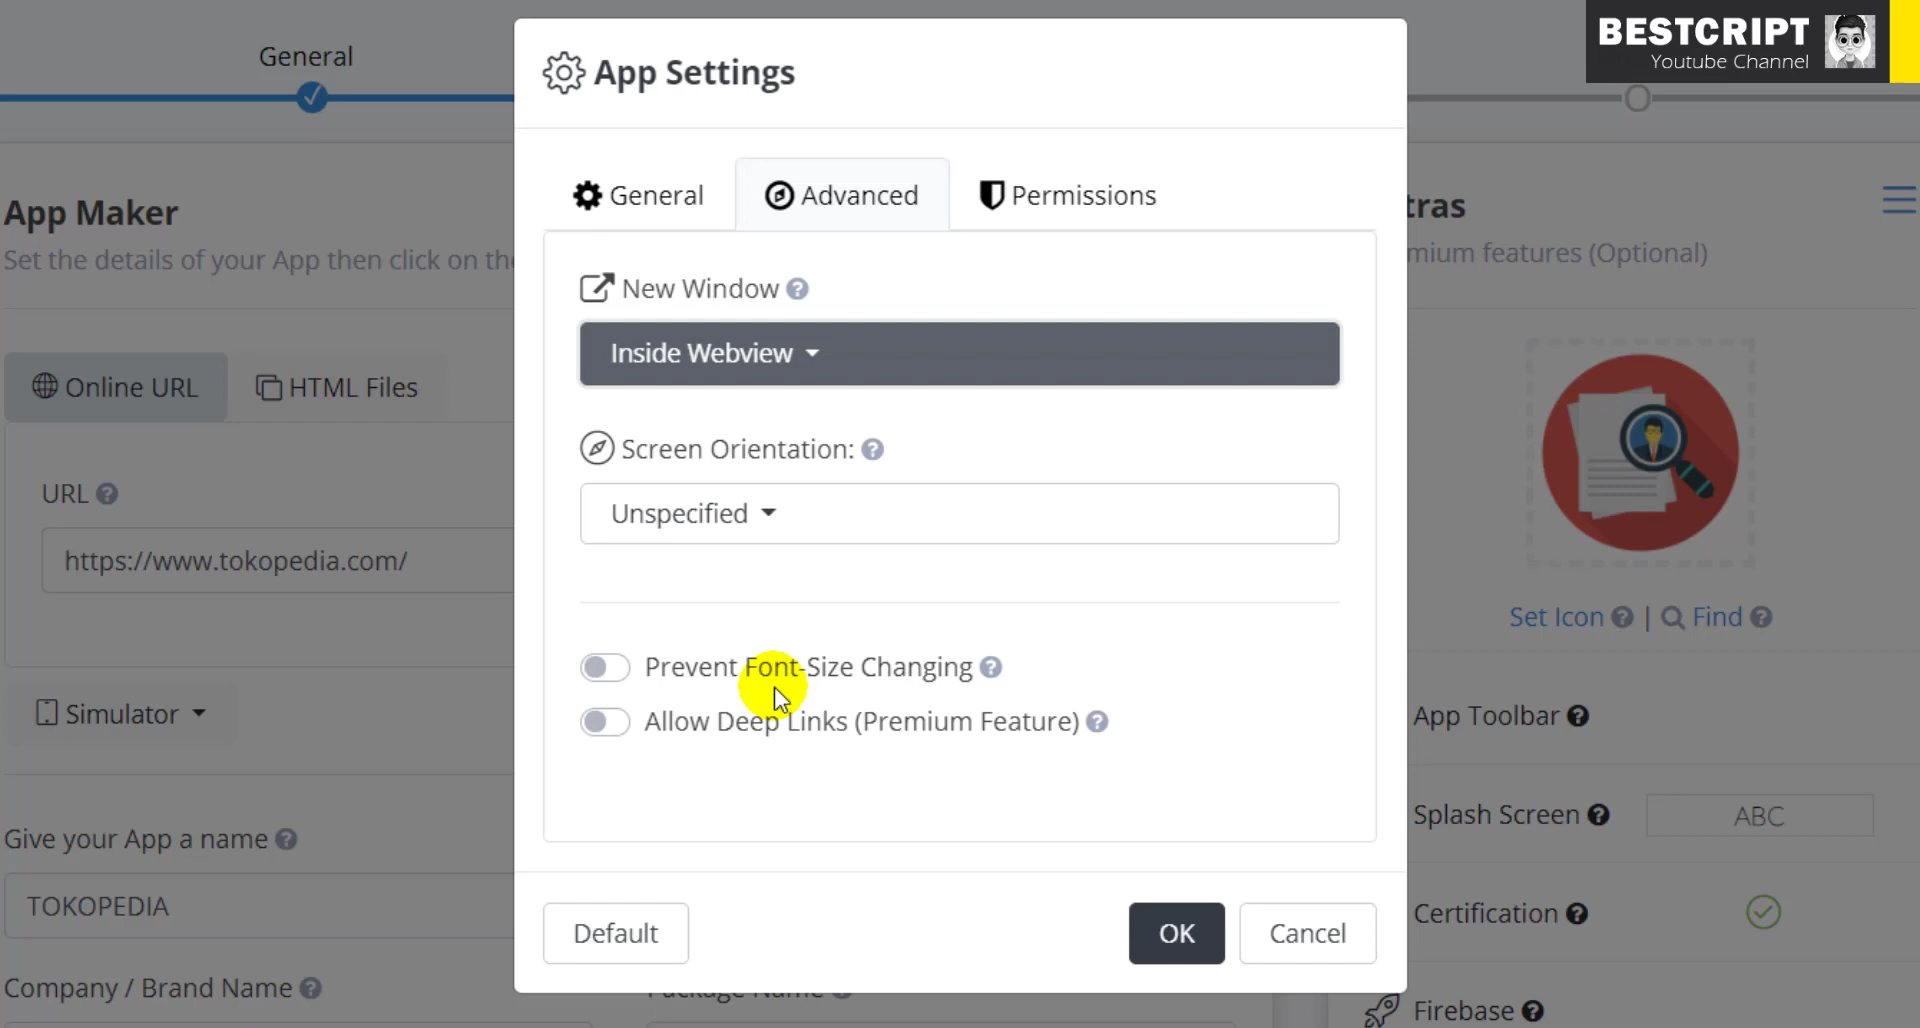 General
BESTCRIPT
Youtube Channel
App Settings
General
Advanced
Permissions
App Maker
Set the details of your App then click on
Online URL
HTML Files
URL
https://www.tokopedia.com/
Simulator
Give your App a name
TOKOPEDIA
Company / Brand Name
New Window
Inside Webview
Screen Orientation:
Unspecified
Prevent Font-Size Changing
Allow Deep Links (Premium Feature)
Default
OK
Cancel
Package Name
tras
mium features (Optional)
Set Icon | Find
App Toolbar
Splash Screen
ABC
Certification
Firebase